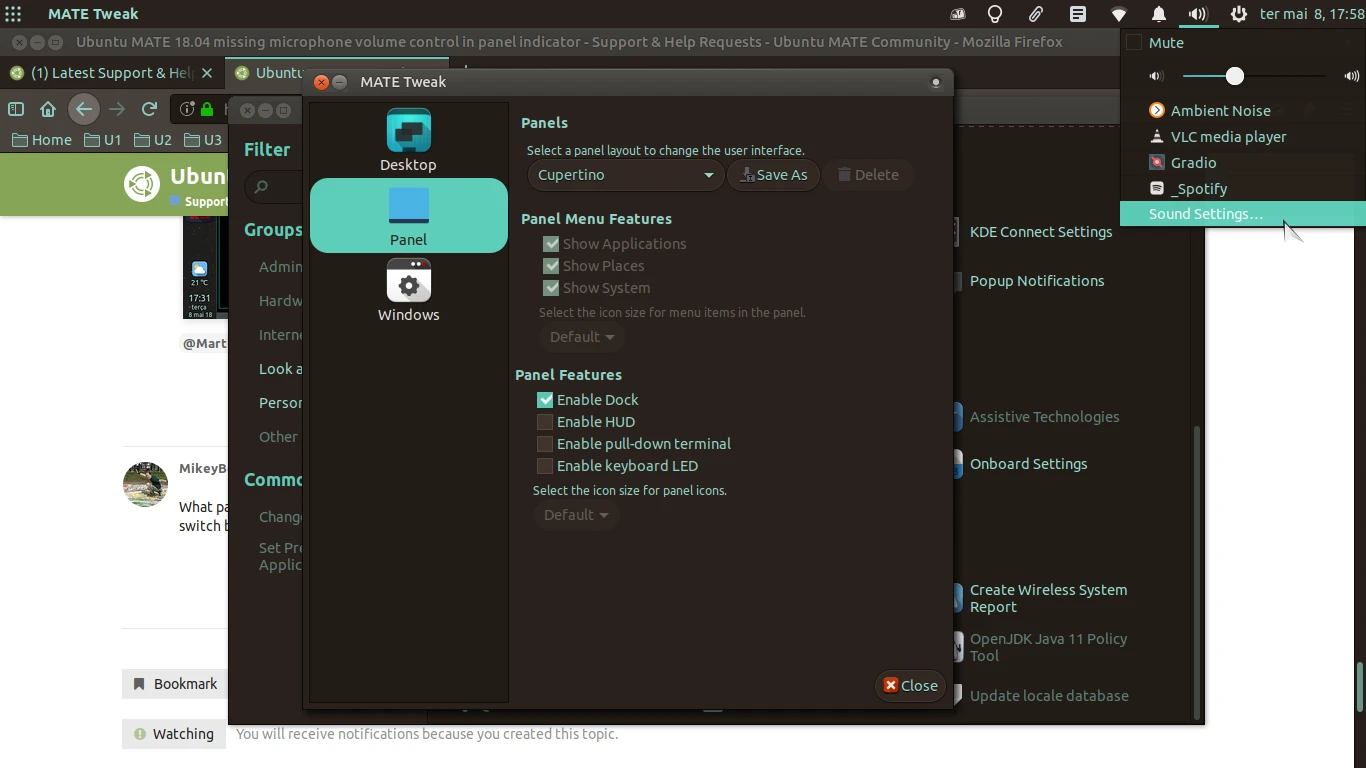 MATE Tweak
ter mai 8, 17:58
Ubuntu MATE 18.04 missing microphone volume control in panel indicator - Support & Help Requests - Ubuntu MATE Community - Mozilla Firefox
Mute
(1) Latest Support & Hel
Ubuntu
MATE Tweak
Ambient Noise
VLC media player
Gradio
_Spotify
Sound Settings…
Home
U1
U2
U3
Ubun
Support
21 °C
17:31
terça
8 mai 18
@Mart
MikeyB
What pa
switch b
Bookmark
Watching
You will receive notifications because you created this topic.
Filter
Groups
Admin
Hardw
Interne
Look a
Person
Other
Commo
Change
Set Pre
Applic
Desktop
Panel
Windows
Panels
Select a panel layout to change the user interface.
Cupertino
Save As
Delete
Panel Menu Features
Show Applications
Show Places
Show System
Select the icon size for menu items in the panel.
Default
Panel Features
Enable Dock
Enable HUD
Enable pull-down terminal
Enable keyboard LED
Select the icon size for panel icons.
Default
Close
KDE Connect Settings
Popup Notifications
Assistive Technologies
Onboard Settings
Create Wireless System
Report
OpenJDK Java 11 Policy
Tool
Update locale database